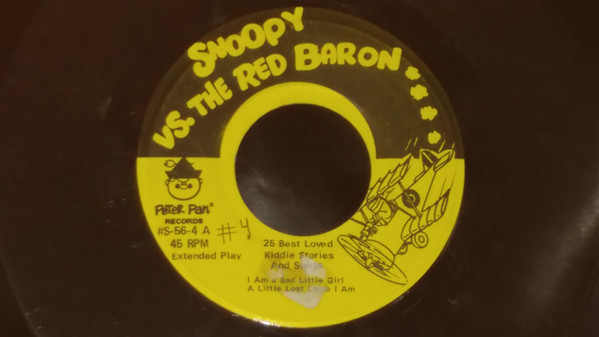 SNOOPY
VS. THE RED BARON
PETER PAN®
RECORDS
#S-56-4 A
#4
45 RPM
Extended Play
25 Best Loved
Kiddie Stories
And
I Am a Sad Little Girl
A Little Lost I Am